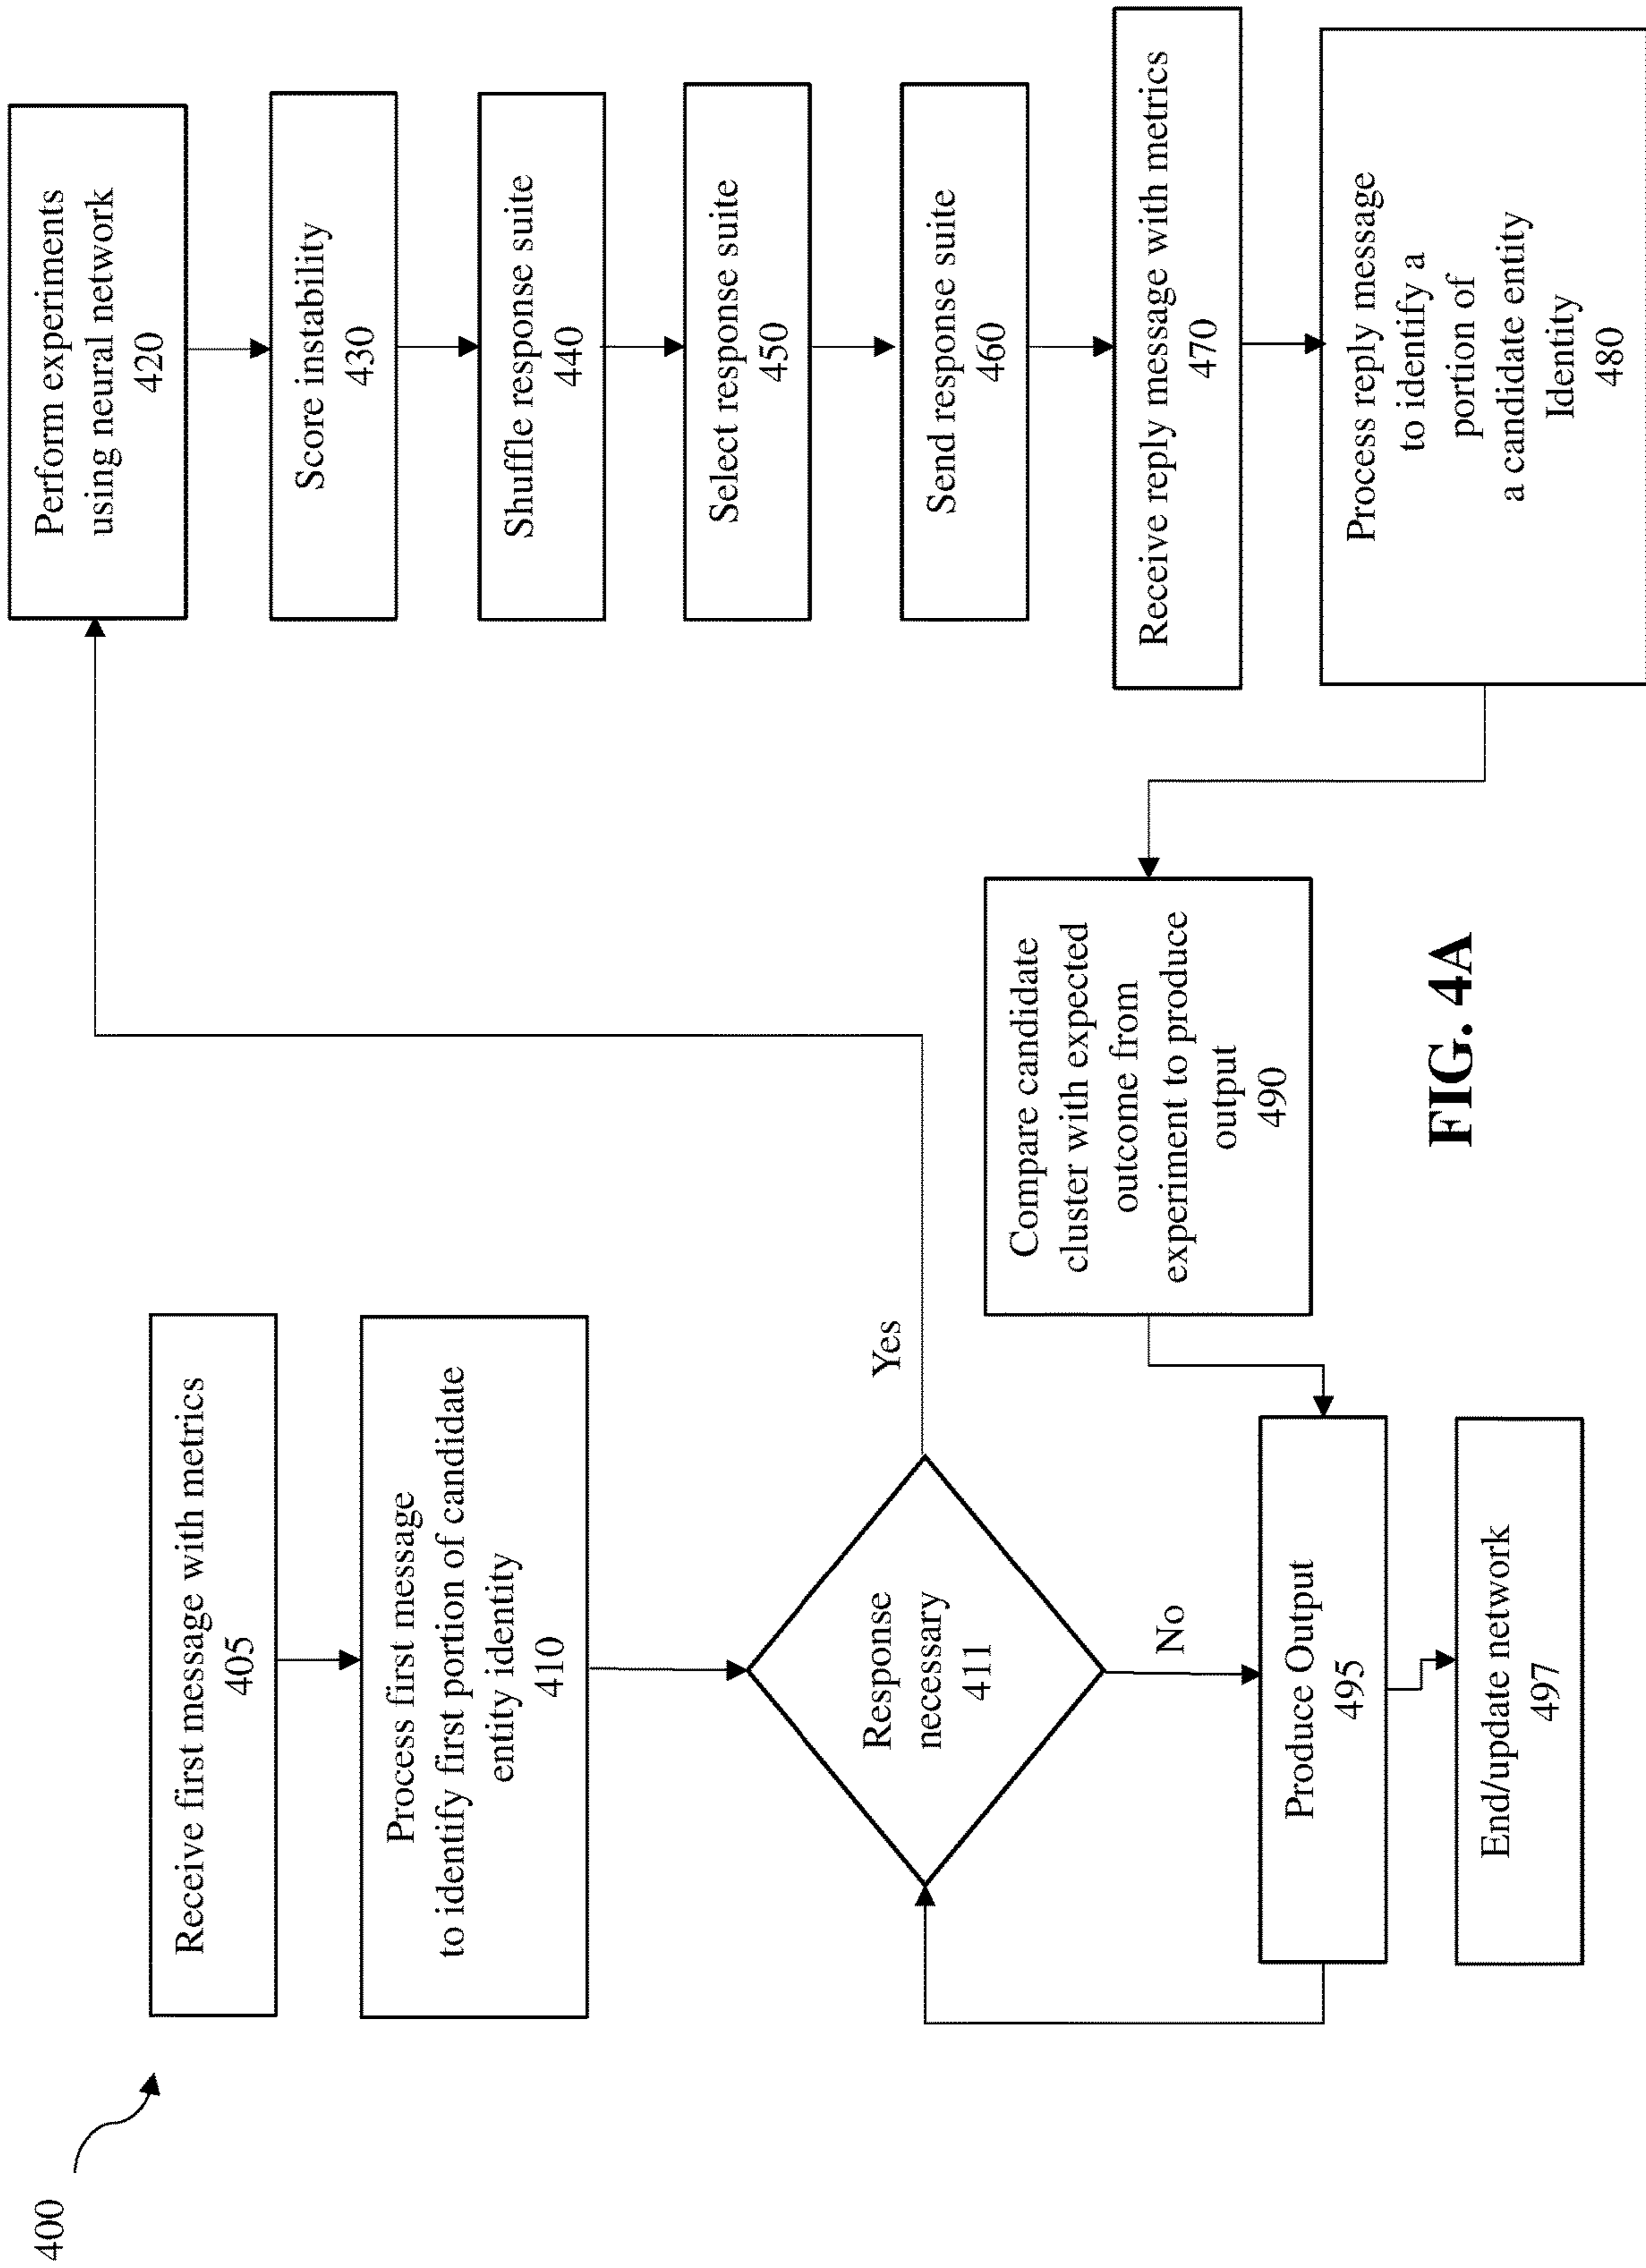 400
Receive first message with metrics
405
Process first message
to identify first portion of candidate
entity identity
410
Response
necessary
411
Yes
No
Produce Output
495
End/update network
497
Perform experiments
using neural network
420
Score instability
430
Shuffle response suite
440
Select response suite
450
Send response suite
460
Receive reply message with metrics
470
Process reply message
to identify a
portion of
a candidate entity
Identity
480
Compare candidate
cluster with expected
outcome from
experiment to produce
output
490
FIG. 4A